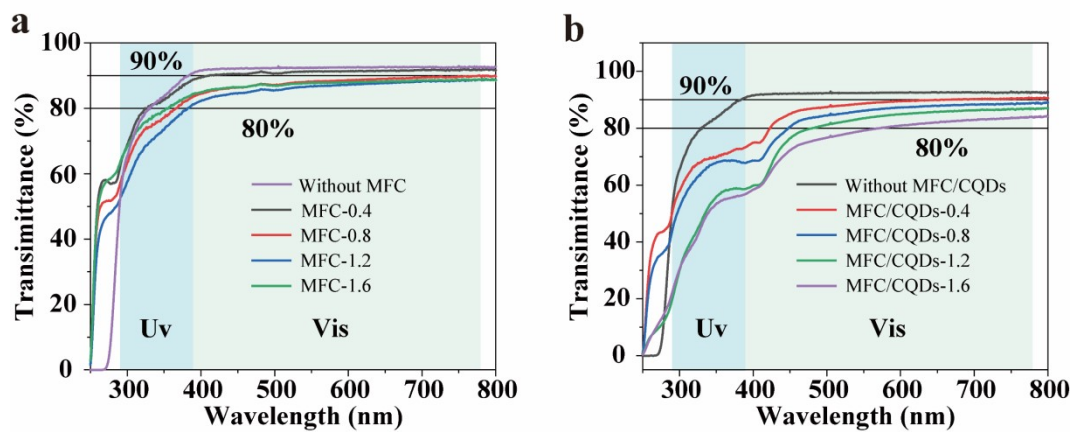 a
Transimittance (%)
100
80
60
40
20
0
90%
80%
Without MFC
MFC-0.4
MFC-0.8
MFC-1.2
MFC-1.6
Uv
Vis
300 400 500 600 700 800
Wavelength (nm)
b
Transimittance (%)
100
80
60
40
20
0
90%
80%
Without MFC/CQDs
MFC/CQDs-0.4
MFC/CQDs-0.8
MFC/CQDs-1.2
MFC/CQDs-1.6
Uv
Vis
300 400 500 600 700 800
Wavelength (nm)